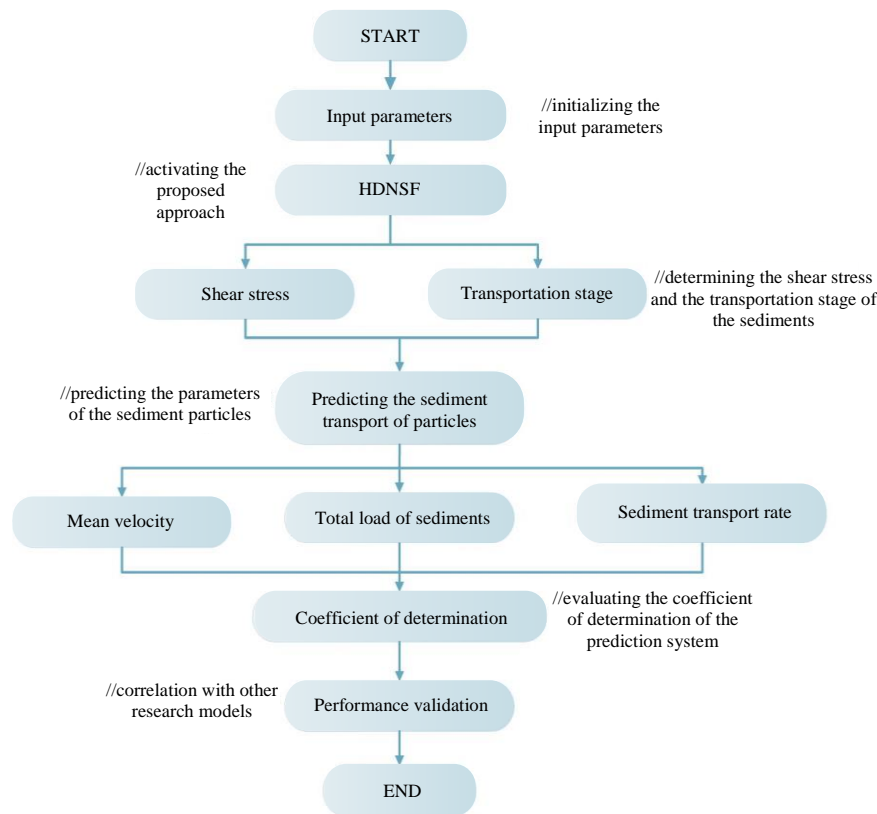 START
Input parameters
//initializing the
input parameters
//activating the
proposed
approach
HDNSF
Shear stress
Transportation stage
//determining the shear stress
and the transportation stage of
the sediments
//predicting the parameters
of the sediment particles
Predicting the sediment
transport of particles
Mean velocity
Total load of sediments
Sediment transport rate
Coefficient of determination
//evaluating the coefficient
of determination of the
prediction system
//correlation with other
research models
Performance validation
END